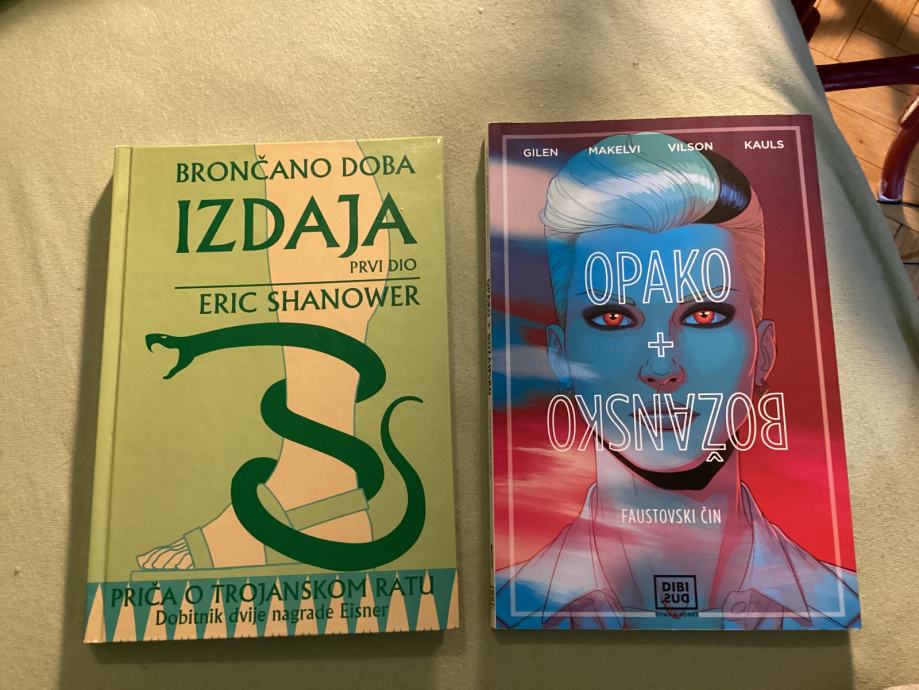 BRONČANO DOBA
IZDAJA
PRVI DIO
ERIC SHANOWER
PRIČA O TROJANSKOM RATU
Dobitnik dvije nagrade Eisner
GILEN MAKELVI VILSON KAULS
OPAKO
+
BOŽANSKO
FAUSTOVSKI ČIN
DIBI
DUS.